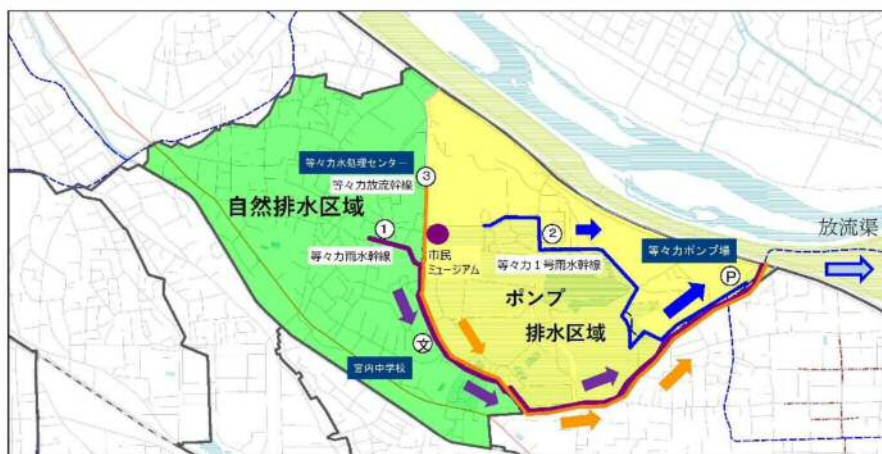 等々力水処理センター
③
等々力放流幹線
自然排水区域
①
②
放流渠
等々力雨水幹線
市民
ミュージアム
等々力1号雨水幹線
等々力ポンプ場
Ⓟ
ポンプ
排水区域
文
宮内中学校